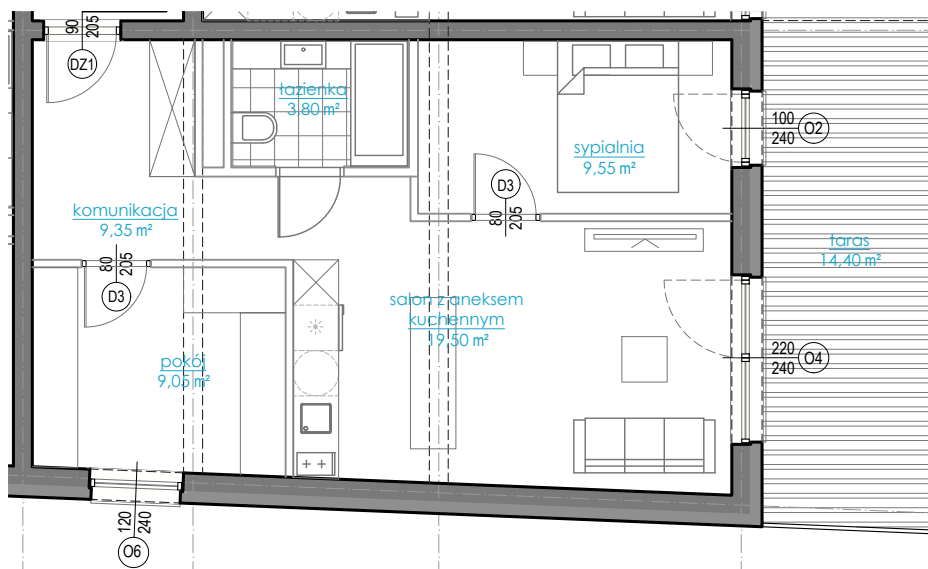 90
205
DZ1
łazienka
3.80 m²
sypialnia
9,55 m²
100
240
O2
D3
80
205
komunikacja
9,35 m²
80
205
D3
taras
14,40 m²
salon z aneksem
kuchennym
19,50 m²
pokój
9,05 m²
220
240
O4
120
240
O6